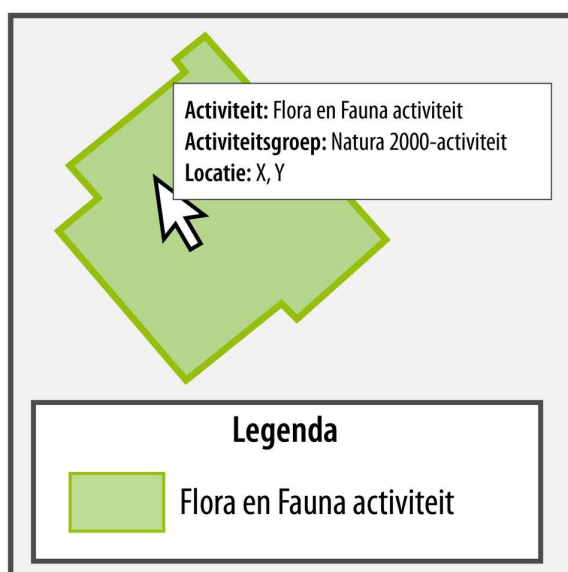 Activiteit: Flora en Fauna activiteit
Activiteitsgroep: Natura 2000-activiteit
Locatie: X, Y
Legenda
Flora en Fauna activiteit